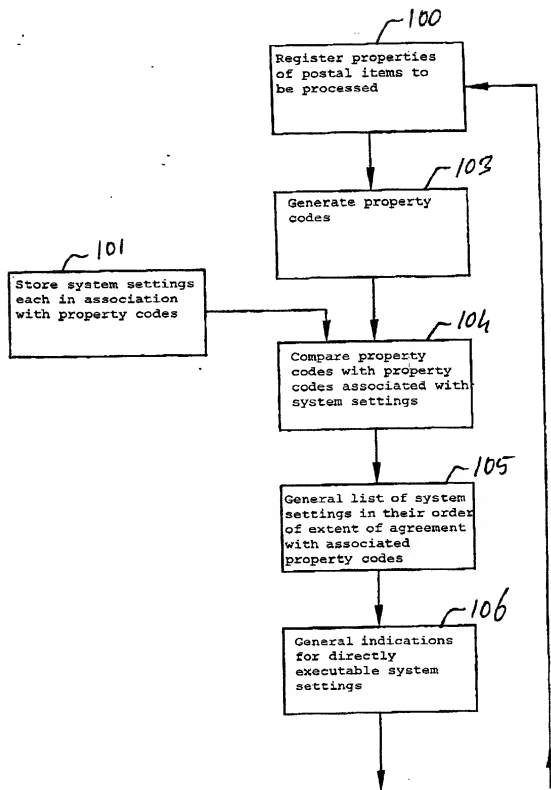 100
Register properties
of postal items to
be processed
103
Generate property
codes
101
Store system settings
each in association
with property codes
104
Compare property
codes with property
codes associated with
system settings
105
General list of system
settings in their order
of extent of agreement
with associated
property codes
106
General indications
for directly
executable system
settings